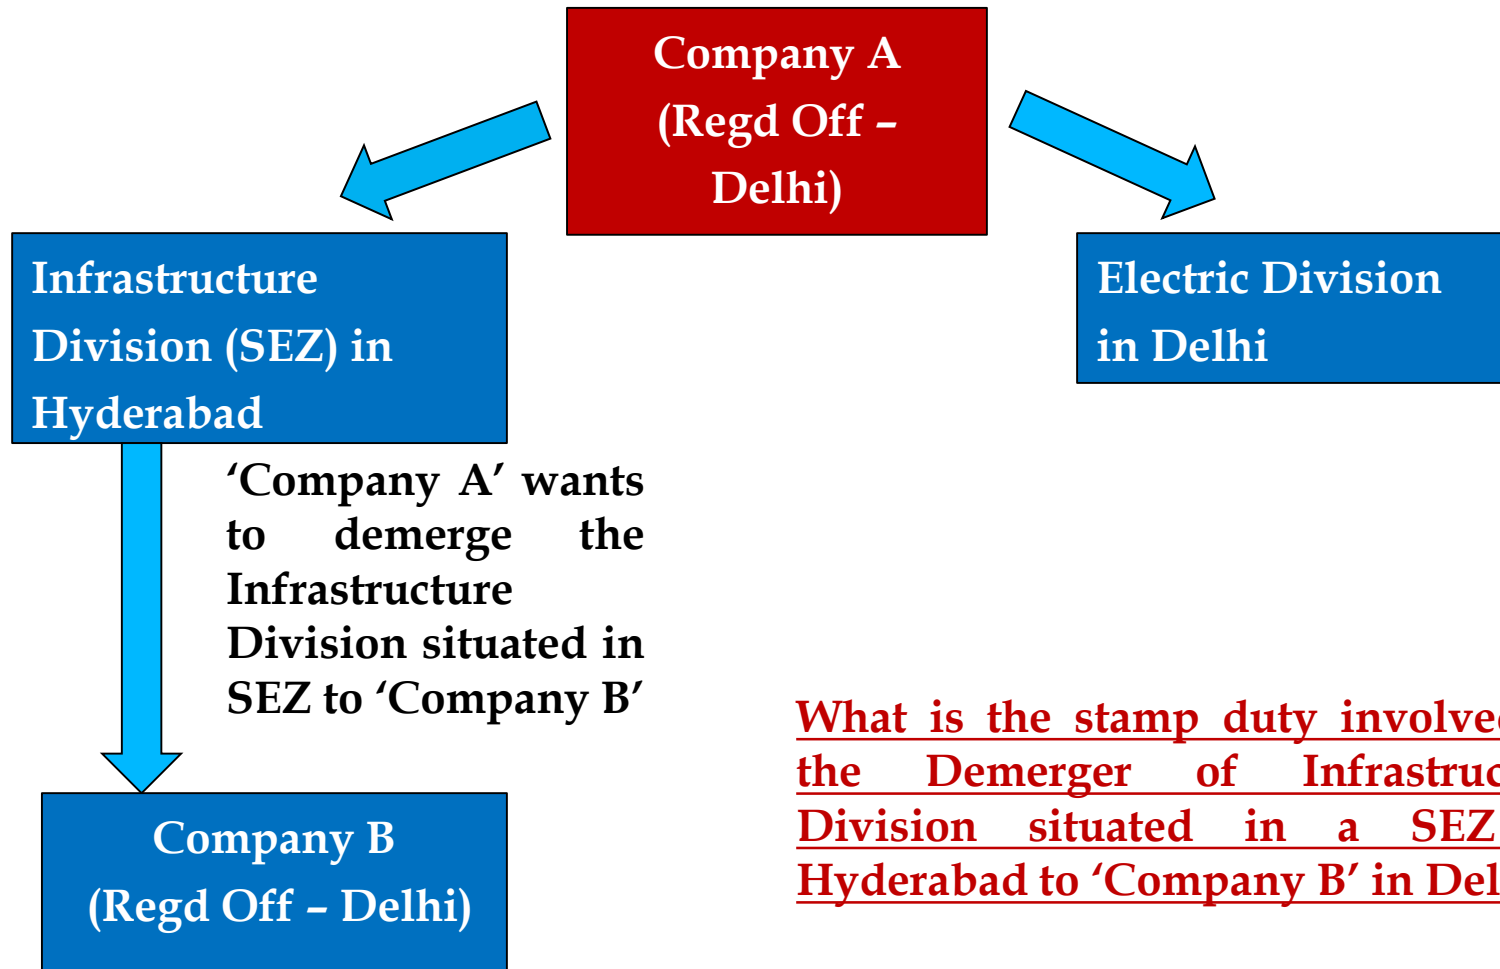 Company A
(Regd Off –
Delhi)
Infrastructure
Division (SEZ) in
Hyderabad
Electric Division
in Delhi
‘Company A’ wants
to demerge the
Infrastructure
Division situated in
SEZ to ‘Company B’
What is the stamp duty
the Demerger of
Division situated in a SEZ
Hyderabad to ‘Company B’ in
Company B
(Regd Off – Delhi)